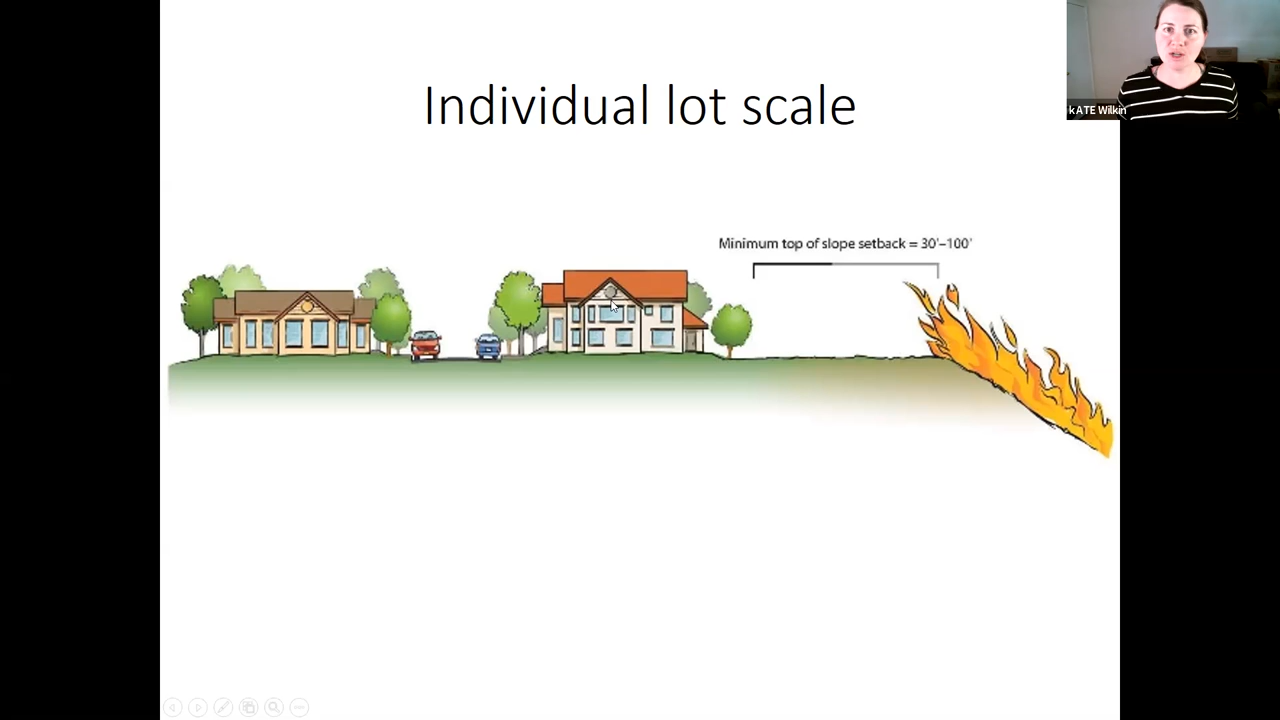 Individual lot scale
kATE Wilkin
Minimum top of slope setback = 30'–100'